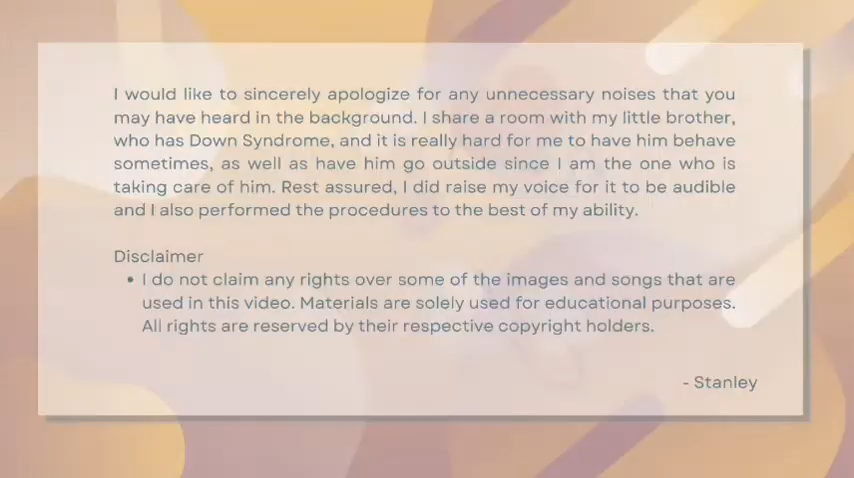 I would like to sincerely apologize for any unnecessary noises that you
may have heard in the background. I share a room with my little brother,
who has Down Syndrome, and it is really hard for me to have him behave
sometimes, as well as have him go outside since I am the one who is
taking care of him. Rest assured, I did raise my voice for it to be audible
and I also performed the procedures to the best of my ability.
Disclaimer
• I do not claim any rights over some of the images and songs that are
used in this video. Materials are solely used for educational purposes.
All rights are reserved by their respective copyright holders.
- Stanley